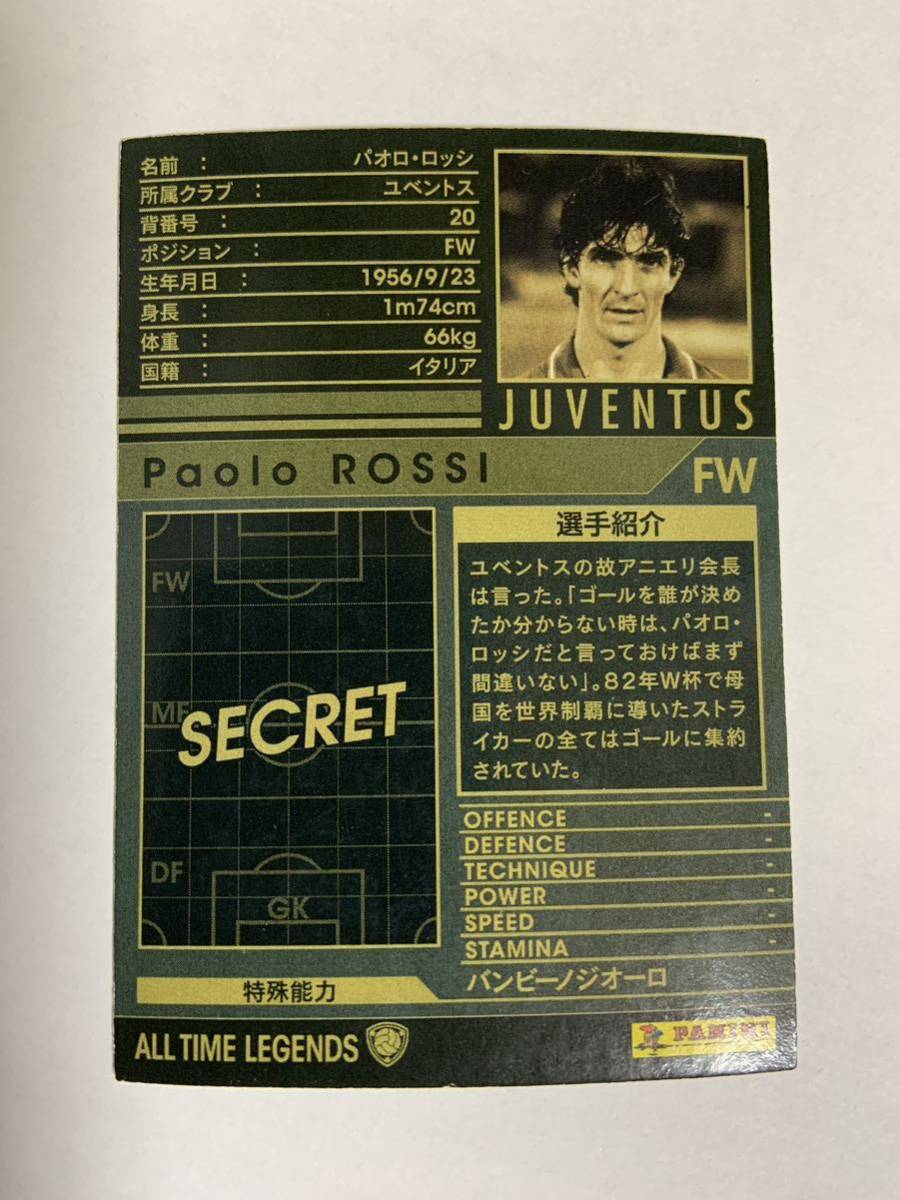 名前 : パオロ・ロッシ
所属クラブ : ユベントス
背番号 : 20
ポジション : FW
生年月日 : 1956/9/23
身長 : 1m74cm
体重 : 66kg
国籍 : イタリア
JUVENTUS
Paolo ROSSI
FW
FW
MF
SECRET
DF
GK
選手紹介
ユベントスの故アニエリ会長
は言った。「ゴールを誰が決め
たか分からない時は、パオロ・
ロッシだと言っておけばまず
間違いない」。82年W杯で母
国を世界制覇に導いたストラ
イカーの全てはゴールに集約
されていた。
OFFENCE -
DEFENCE -
TECHNIQUE -
POWER -
SPEED -
STAMINA -
特殊能力
バンビーノジオーロ
ALL TIME LEGENDS
PANINI